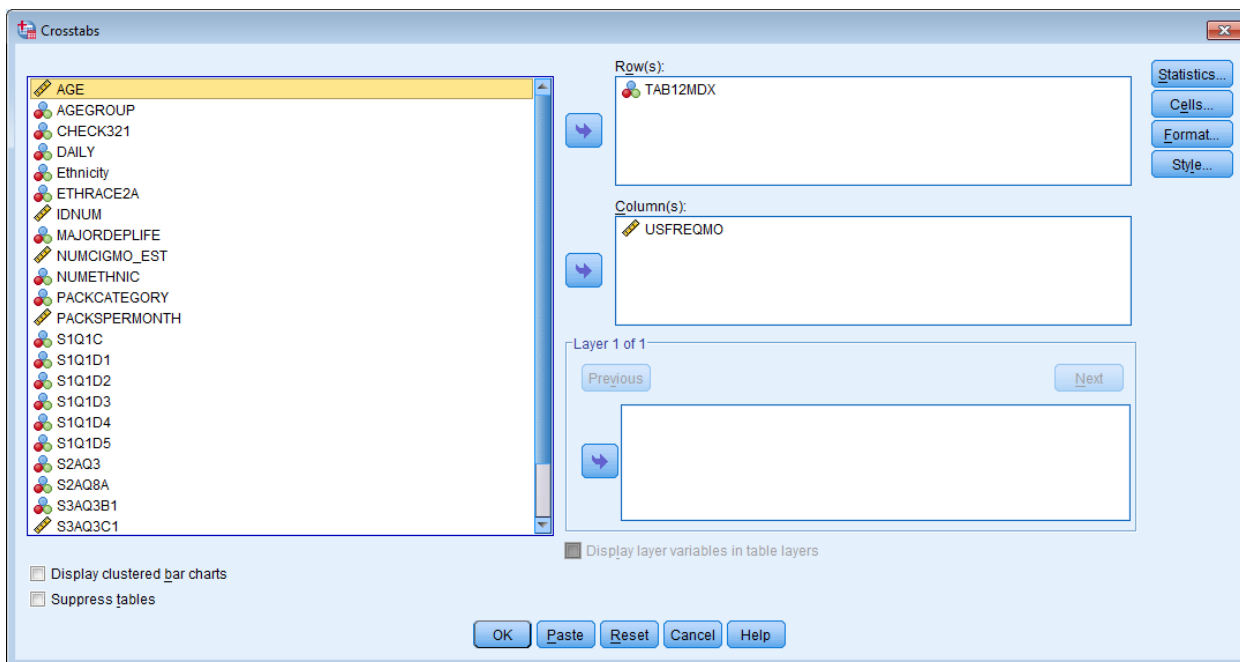 Crosstabs
AGE
AGEGROUP
CHECK321
DAILY
Ethnicity
ETHRACE2A
IDNUM
MAJORDEPLIFE
NUMCIGMO_EST
NUMETHNIC
PACKCATEGORY
PACKSPERMONTH
S1Q1C
S1Q1D1
S1Q1D2
S1Q1D3
S1Q1D4
S1Q1D5
S2AQ3
S2AQ8A
S3AQ3B1
S3AQ3C1
Row(s):
TAB12MDX
Column(s):
USFREQMO
Layer 1 of 1
Previous
Next
Display layer variables in table layers
Statistics...
Cells...
Format...
Style...
Display clustered bar charts
Suppress tables
OK
Paste
Reset
Cancel
Help